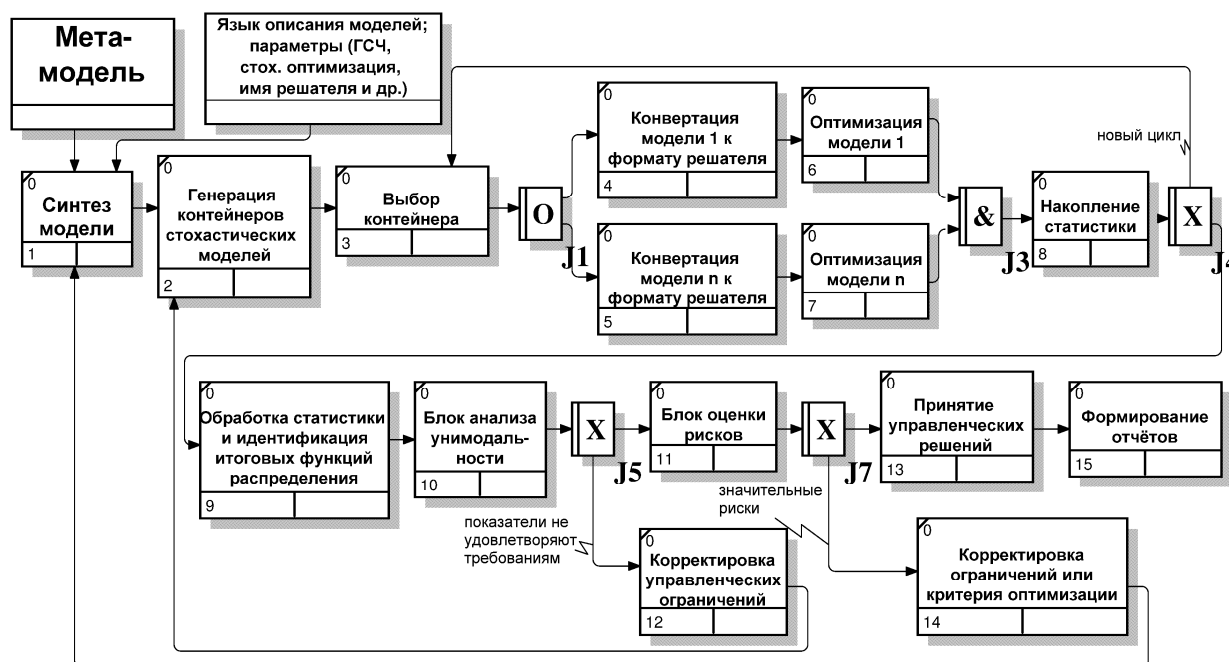 Мета-
модель
Язык описания моделей;
параметры (ГСЧ,
стох. оптимизация,
имя решателя и др.)
0
Синтез
модели
1
0
Генерация
контейнеров
стохастических
моделей
2
0
Выбор
контейнера
3
O
J1
0
Конвертация
модели 1 к
формату решателя
4
0
Оптимизация
модели 1
6
0
Конвертация
модели n к
формату решателя
5
0
Оптимизация
модели n
7
&
J3
0
Накопление
статистики
8
новый цикл
X
J4
0
Обработка статистики
и идентификация
итоговых функций
распределения
9
0
Блок анализа
унимодаль-
ности
10
X
J5
0
Блок оценки
рисков
11
X
J7
0
Принятие
управленческих
решений
13
0
Формирование
отчётов
15
показатели не
удовлетворяют
требованиям
значительные
риски
0
Корректировка
управленческих
ограничений
12
0
Корректировка
ограничений или
критерия оптимизации
14